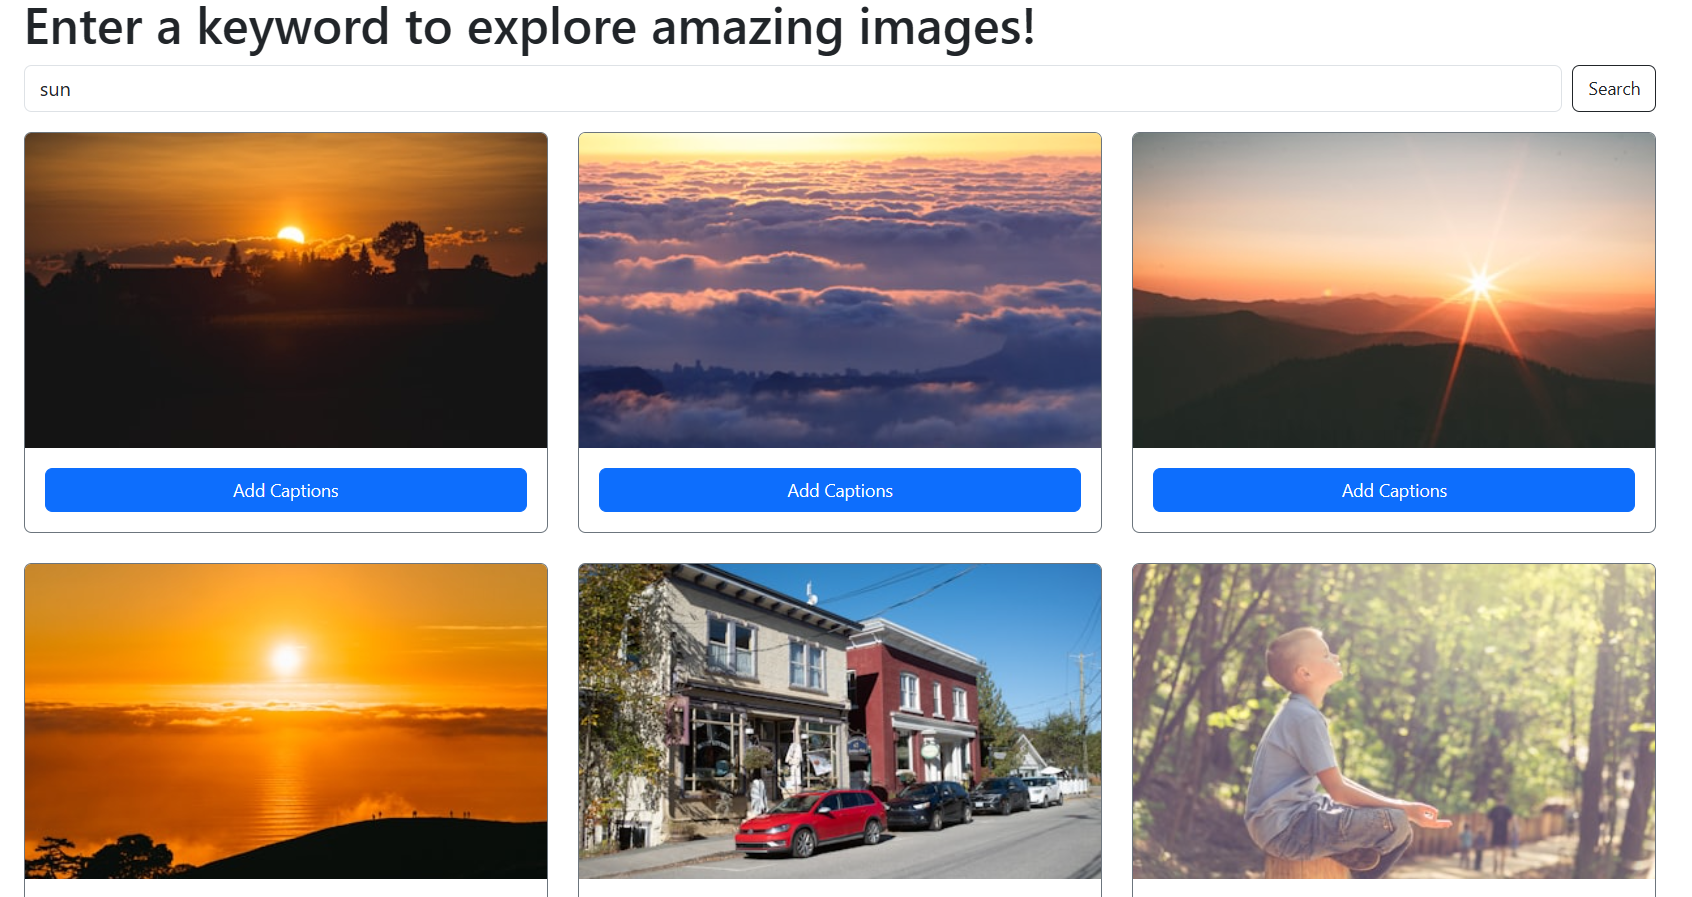 Enter a keyword to explore amazing images!
sun
Search
Add Captions
Add Captions
Add Captions